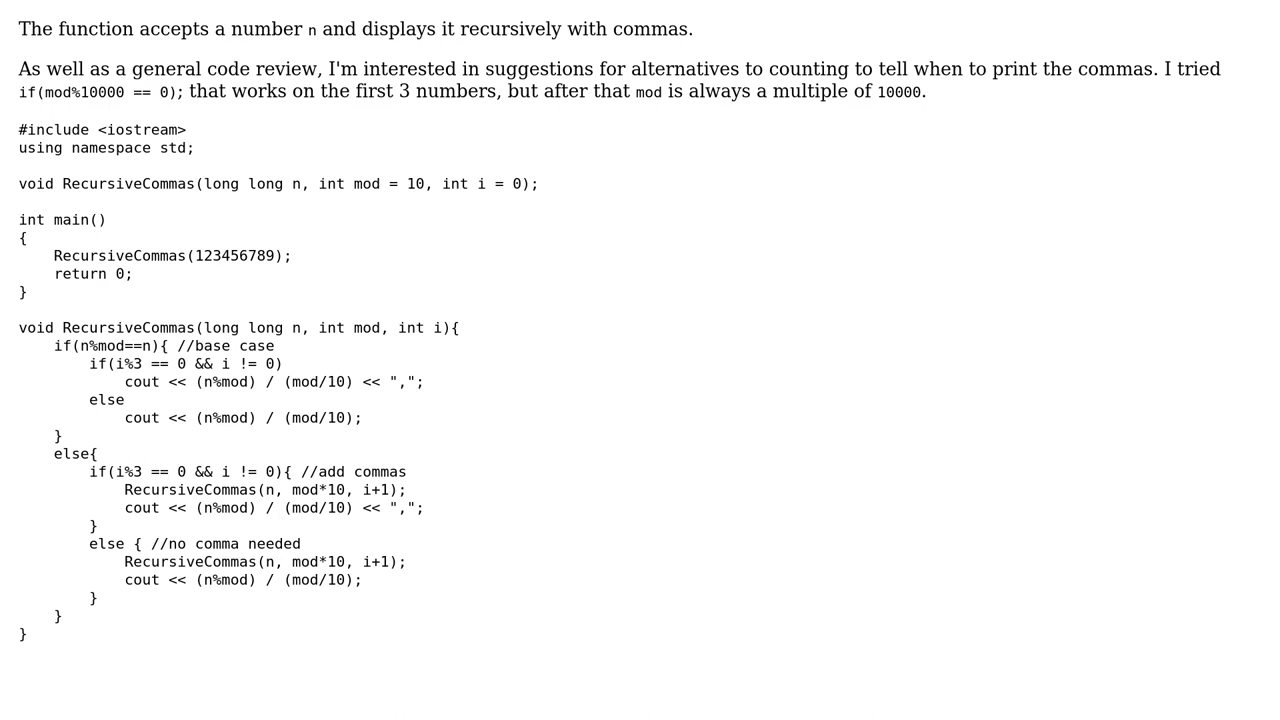 The function accepts a number n and displays it recursively with commas.
As well as a general code review, I'm interested in suggestions for alternatives to counting to tell when to print the commas. I tried
if(mod%10000 == 0); that works on the first 3 numbers, but after that mod is always a multiple of 10000.
#include <iostream>
using namespace std;
void RecursiveCommas(long long n, int mod = 10, int i = 0);
int main()
{
    RecursiveCommas(123456789);
    return 0;
}
void RecursiveCommas(long long n, int mod, int i){
    if(n%mod==n){ //base case
        if(i%3 == 0 && i != 0)
            cout << (n%mod) / (mod/10) << ",";
        else
            cout << (n%mod) / (mod/10);
    }
    else{
        if(i%3 == 0 && i != 0){ //add commas
            RecursiveCommas(n, mod*10, i+1);
            cout << (n%mod) / (mod/10) << ",";
        }
        else { //no comma needed
            RecursiveCommas(n, mod*10, i+1);
            cout << (n%mod) / (mod/10);
        }
    }
}